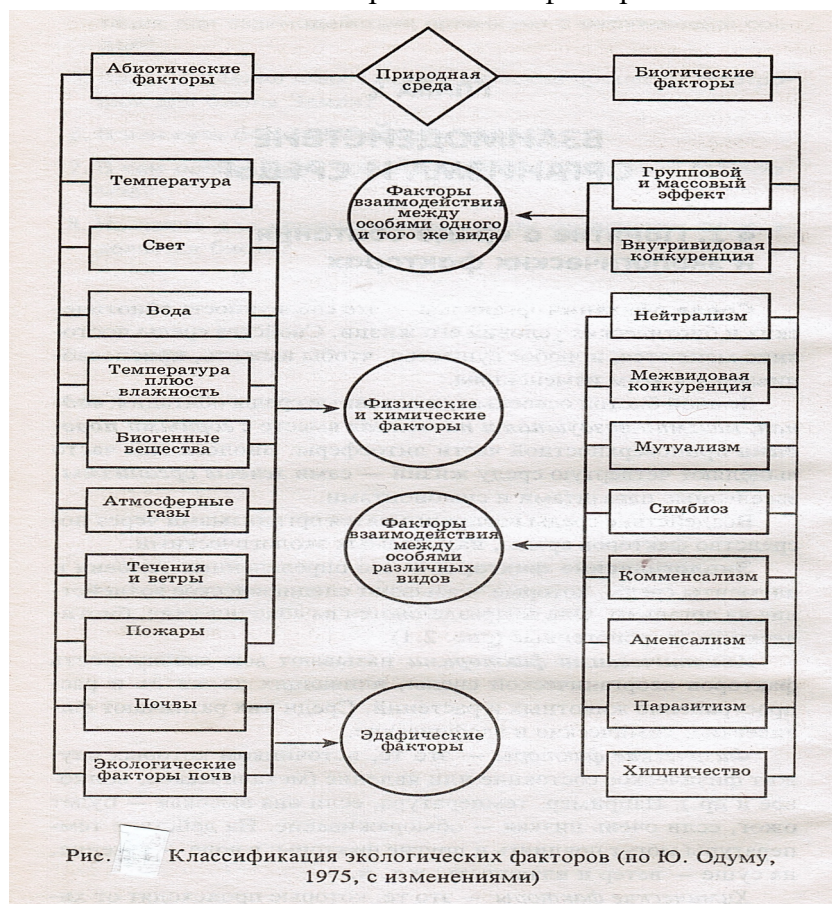 Абиотические
факторы
Природная
среда
Биотические
факторы
Температура
Свет
Вода
Температура
плюс
влажность
Биогенные
вещества
Атмосферные
газы
Течения
и ветры
Пожары
Почвы
Экологические
факторы почв
Факторы
взаимодействия
между
особями одного
и того же вида
Физические
и химические
факторы
Факторы
взаимодействия
между
особями
различных
видов
Эдафические
факторы
Групповой
и массовый
эффект
Внутривидовая
конкуренция
Нейтрализм
Межвидовая
конкуренция
Мутуализм
Симбиоз
Комменсализм
Аменсализм
Паразитизм
Хищничество
Рис. Классификация экологических факторов (по Ю. Одуму,
1975, с изменениями)